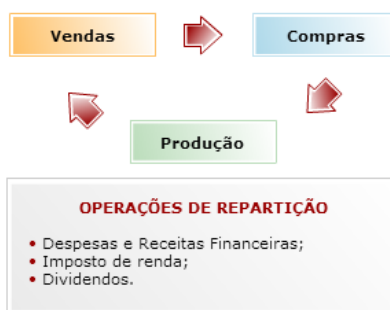 Vendas
Compras
Produção
OPERAÇÕES DE REPARTIÇÃO
• Despesas e Receitas Financeiras;
• Imposto de renda;
• Dividendos.